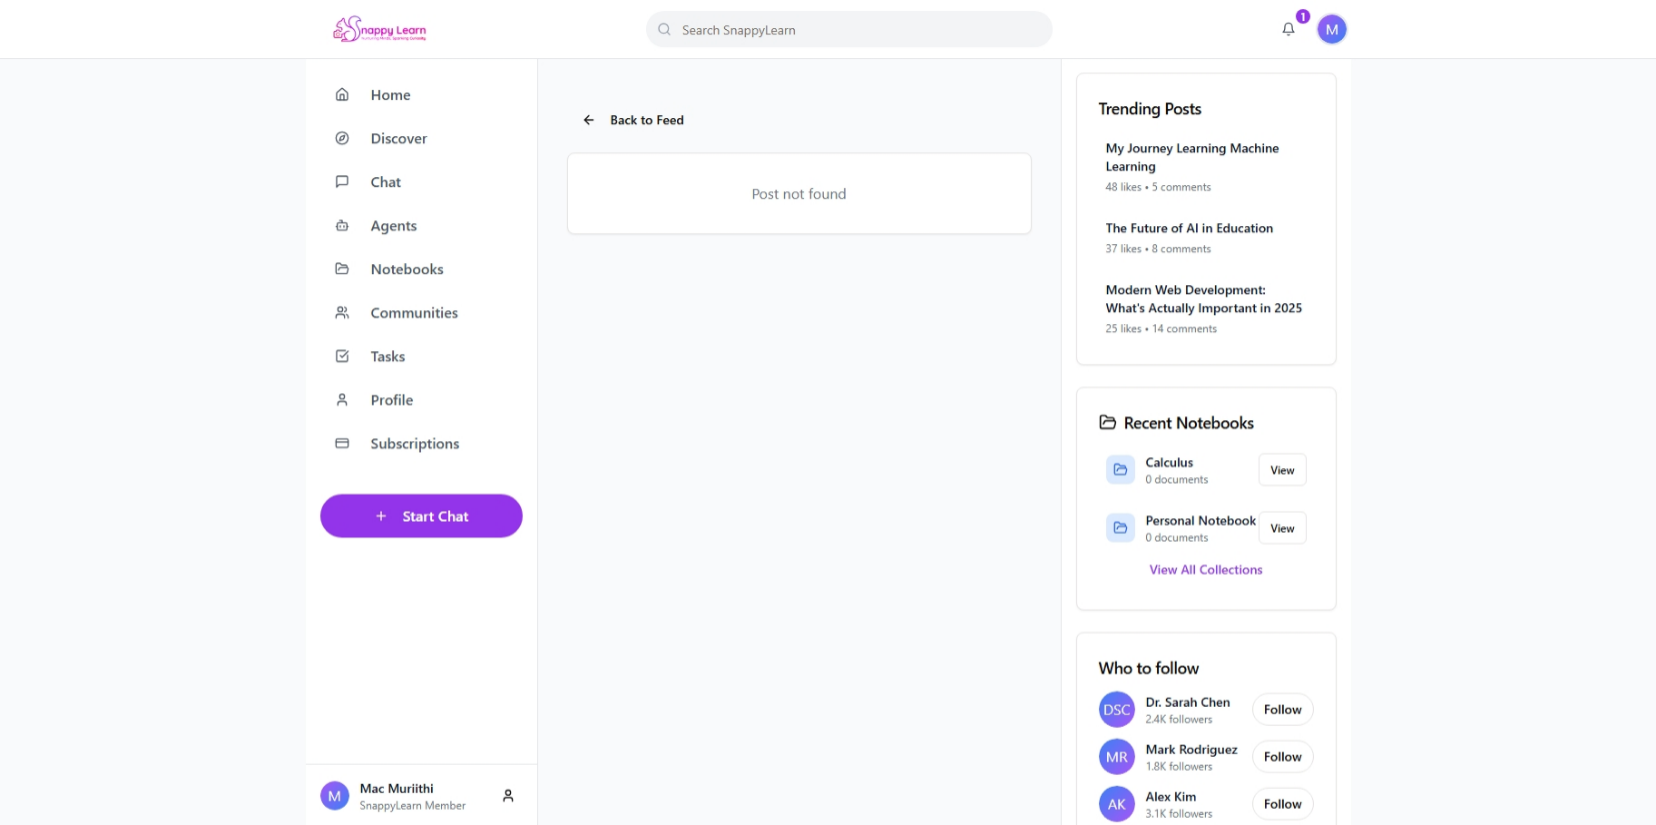 Snappy Learn
Search SnappyLearn
1
M
Home
Discover
Chat
Agents
Notebooks
Communities
Tasks
Profile
Subscriptions
Start Chat
Mac Muriithi
SnappyLearn Member
M
Back to Feed
Post not found
Trending Posts
My Journey Learning Machine
Learning
48 likes • 5 comments
The Future of AI in Education
37 likes • 8 comments
Modern Web Development:
What's Actually Important in 2025
25 likes • 14 comments
Recent Notebooks
Calculus
0 documents
View
Personal Notebook
0 documents
View
View All Collections
Who to follow
DSC
Dr. Sarah Chen
2.4K followers
Follow
MR
Mark Rodriguez
1.8K followers
Follow
AK
Alex Kim
3.1K followers
Follow